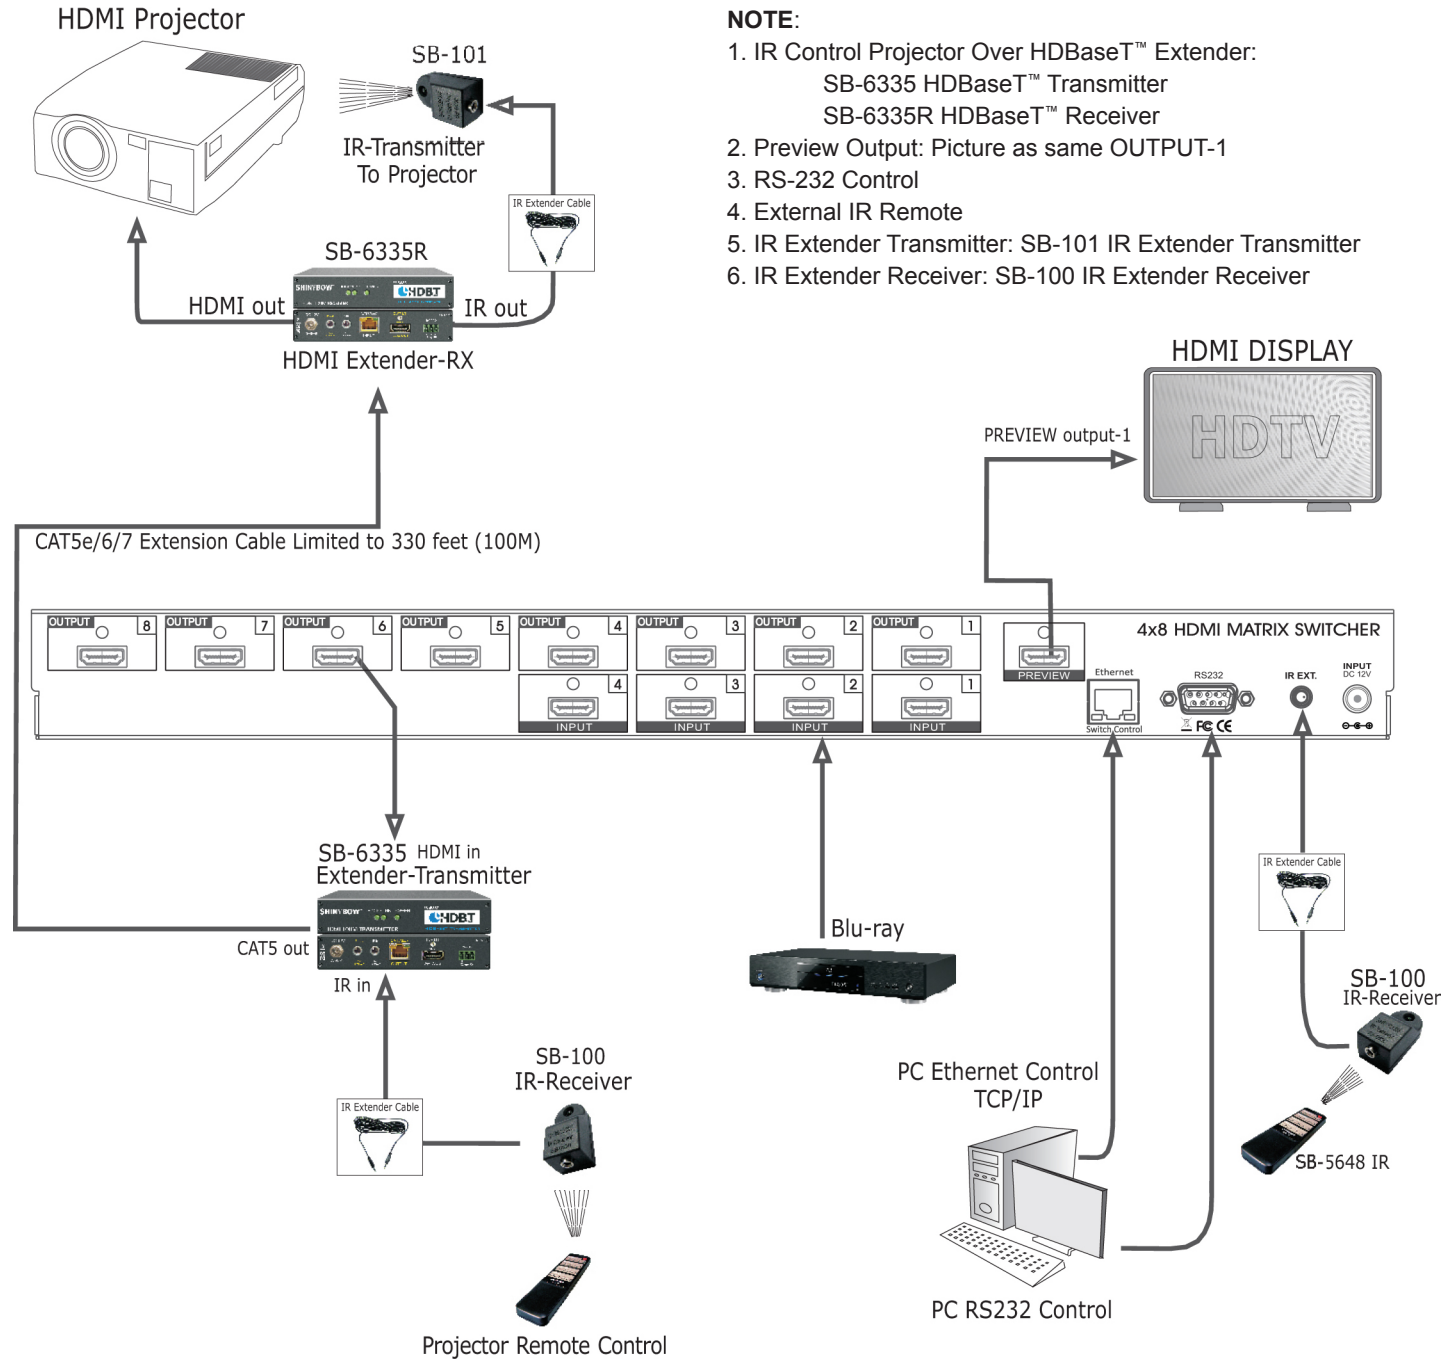 HDMI Projector
SB-101
IR-Transmitter
To Projector
IR Extender Cable
NOTE:
1. IR Control Projector Over HDBaseT™ Extender:
SB-6335 HDBaseT™ Transmitter
SB-6335R HDBaseT™ Receiver
2. Preview Output: Picture as same OUTPUT-1
3. RS-232 Control
4. External IR Remote
5. IR Extender Transmitter: SB-101 IR Extender Transmitter
6. IR Extender Receiver: SB-100 IR Extender Receiver
SB-6335R
SHINYBOW
HDBT
HDMI out
IR out
HDMI Extender-RX
HDMI DISPLAY
HDTV
PREVIEW output-1
CAT5e/6/7 Extension Cable Limited to 330 feet (100M)
OUTPUT 8
OUTPUT 7
OUTPUT 6
OUTPUT 5
OUTPUT 4
OUTPUT 3
OUTPUT 2
OUTPUT 1
PREVIEW
4x8 HDMI MATRIX SWITCHER
4 INPUT
3 INPUT
2 INPUT
1 INPUT
Ethernet
Switch Control
RS232
FC CE
IR EXT.
INPUT
DC 12V
SB-6335 HDMI in
Extender-Transmitter
SHINYBOW
HDBT
CAT5 out
IR in
IR Extender Cable
SB-100
IR-Receiver
Projector Remote Control
Blu-ray
PC Ethernet Control
TCP/IP
PC RS232 Control
IR Extender Cable
SB-100
IR-Receiver
SB-5648 IR